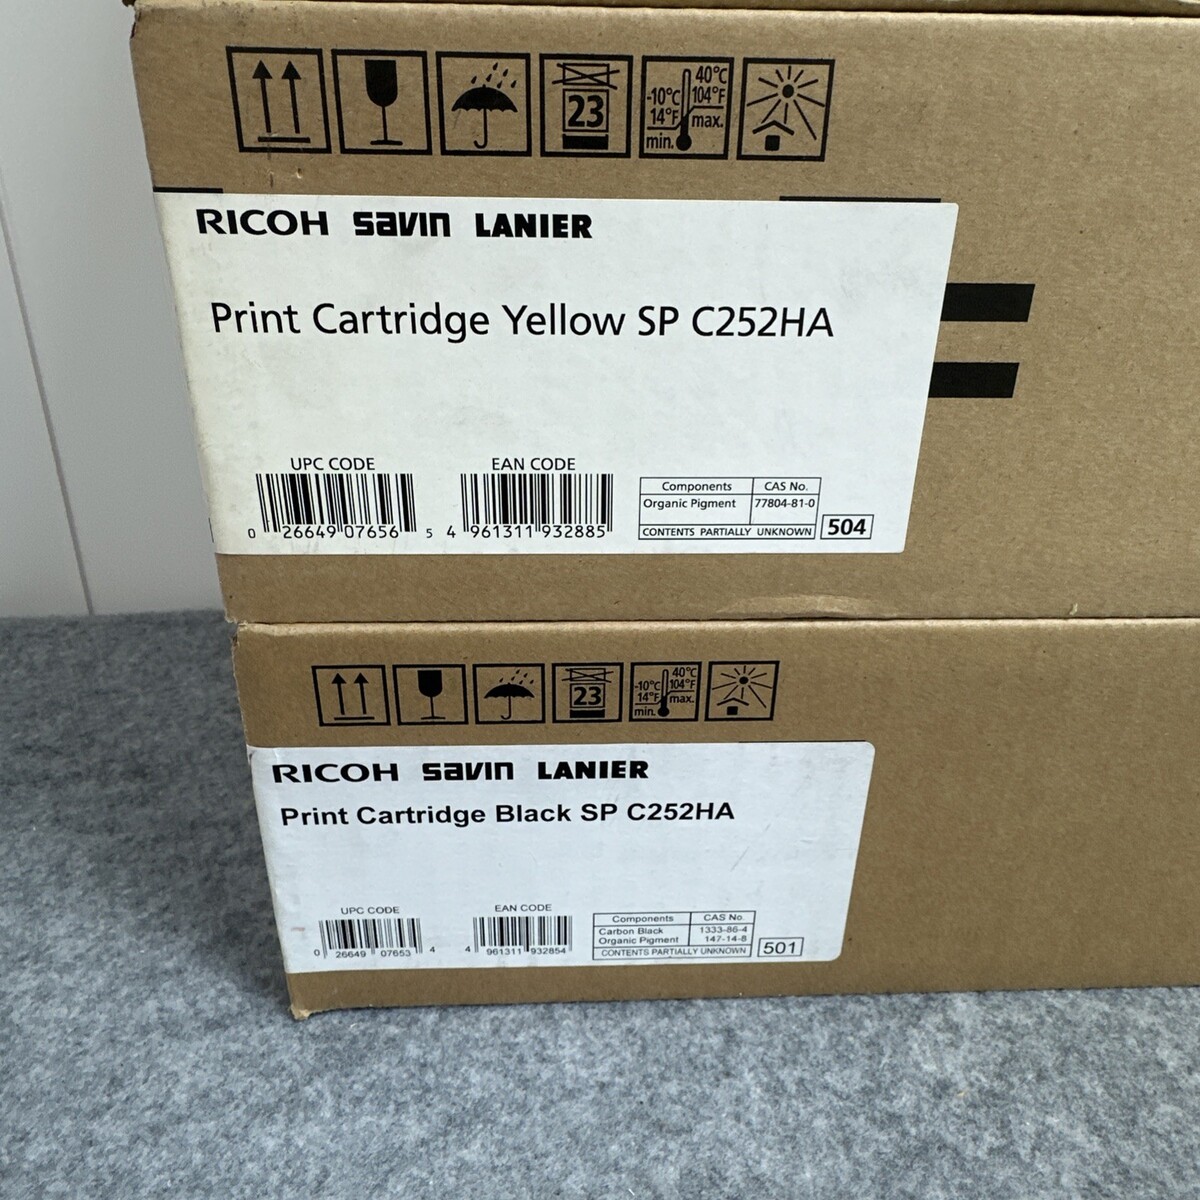 23
-10°C 40°C
14°F 104°F
min. max.
RICOH savin LANIER
Print Cartridge Yellow SP C252HA
UPC CODE EAN CODE
0 26649 07656 5 4 961311 932885
Components CAS No.
Organic Pigment 77804-81-0
CONTENTS PARTIALLY UNKNOWN 504
23
-10°C 40°C
14°F 104°F
min. max.
RICOH savin LANIER
Print Cartridge Black SP C252HA
UPC CODE EAN CODE
0 26649 07653 4 4 961311 932854
Components CAS No.
Carbon Black 1333-86-4
Organic Pigment 147-14-8
CONTENTS PARTIALLY UNKNOWN 501